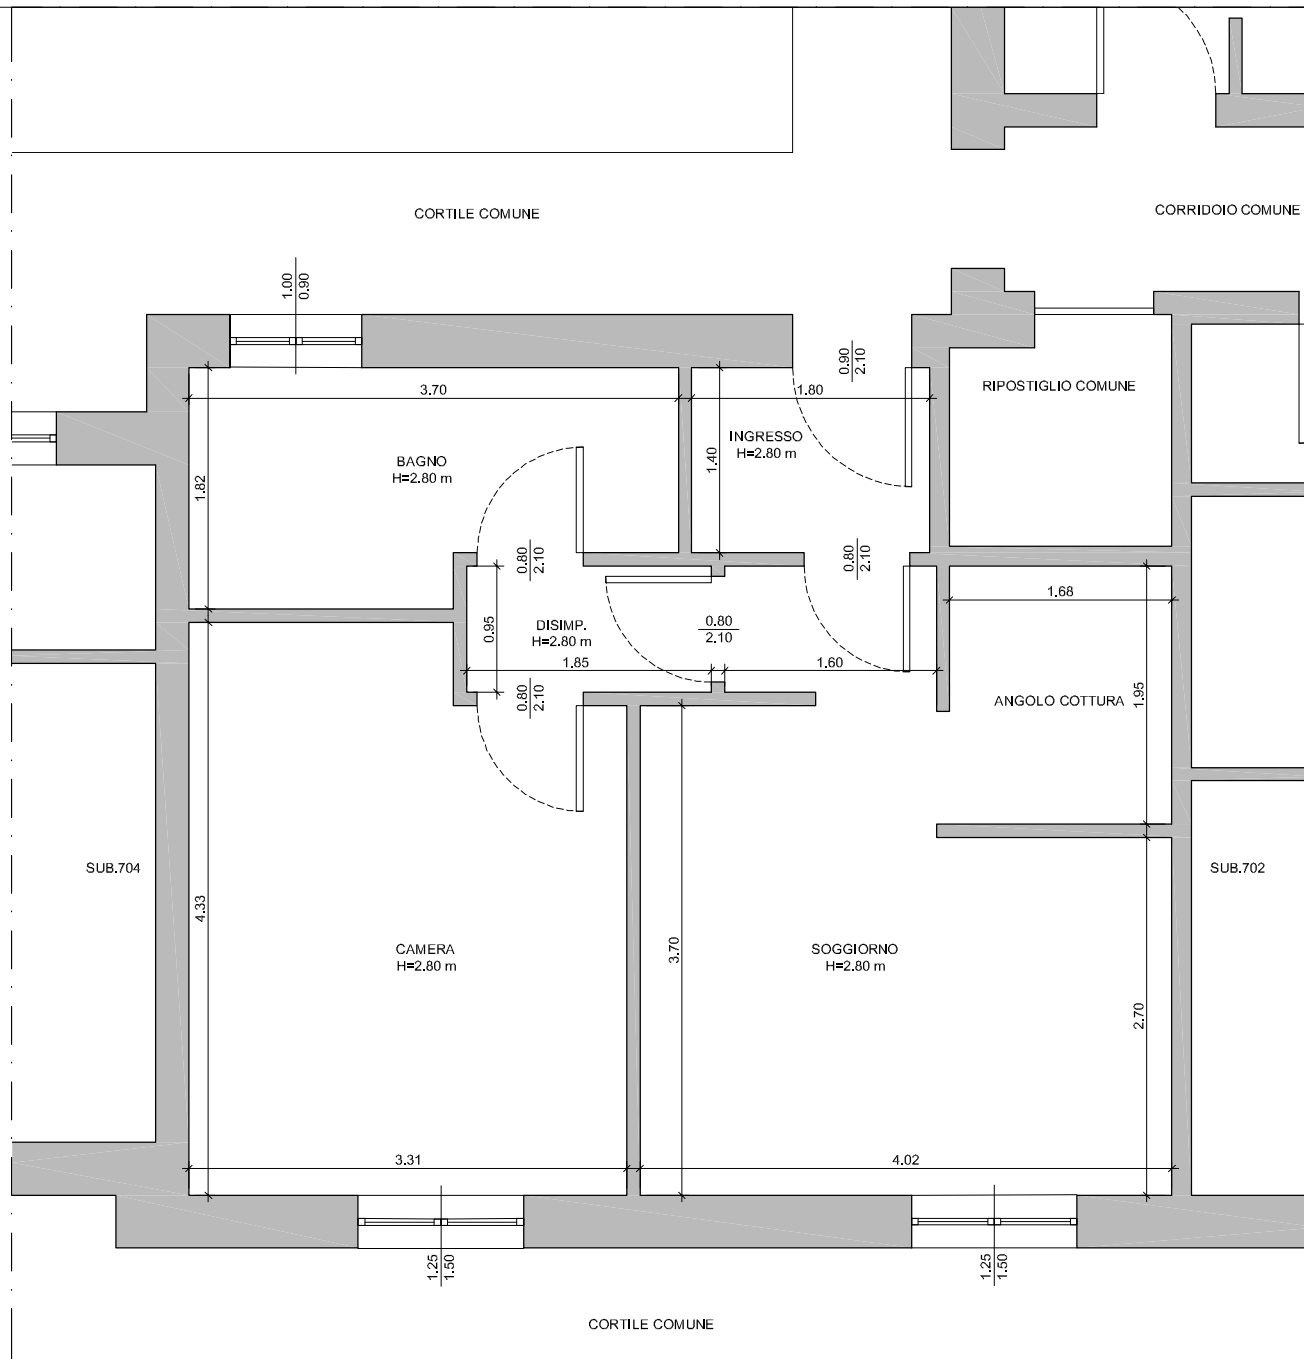 CORTILE COMUNE
CORRIDOIO COMUNE
1.00
0.90
0.90
2.10
RIPOSTIGLIO COMUNE
3.70
1.80
INGRESSO
H=2.80 m
1.40
BAGNO
H=2.80 m
1.82
0.80
2.10
0.80
2.10
1.68
0.95
DISIMP.
H=2.80 m
0.80
2.10
1.85
1.60
0.80
2.10
ANGOLO COTTURA
1.95
SUB.704
SUB.702
4.33
CAMERA
H=2.80 m
3.70
SOGGIORNO
H=2.80 m
2.70
3.31
4.02
1.25
1.50
1.25
1.50
CORTILE COMUNE